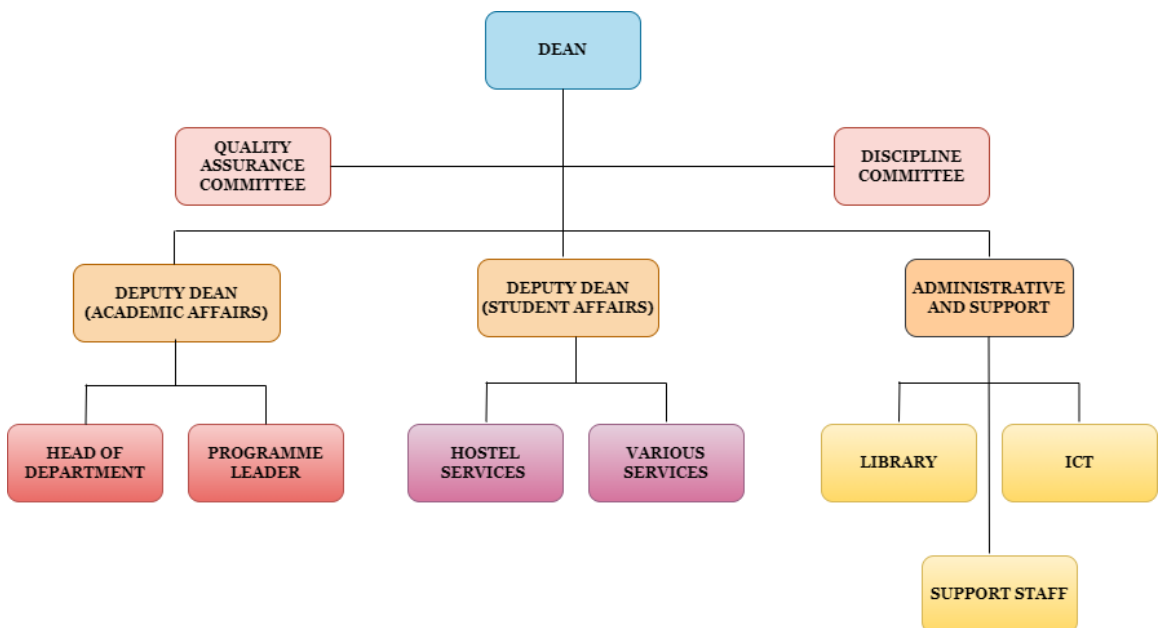 DEAN
QUALITY
ASSURANCE
COMMITTEE
DISCIPLINE
COMMITTEE
DEPUTY DEAN
(ACADEMIC AFFAIRS)
DEPUTY DEAN
(STUDENT AFFAIRS)
ADMINISTRATIVE
AND SUPPORT
HEAD OF
DEPARTMENT
PROGRAMME
LEADER
HOSTEL
SERVICES
VARIOUS
SERVICES
LIBRARY
ICT
SUPPORT STAFF